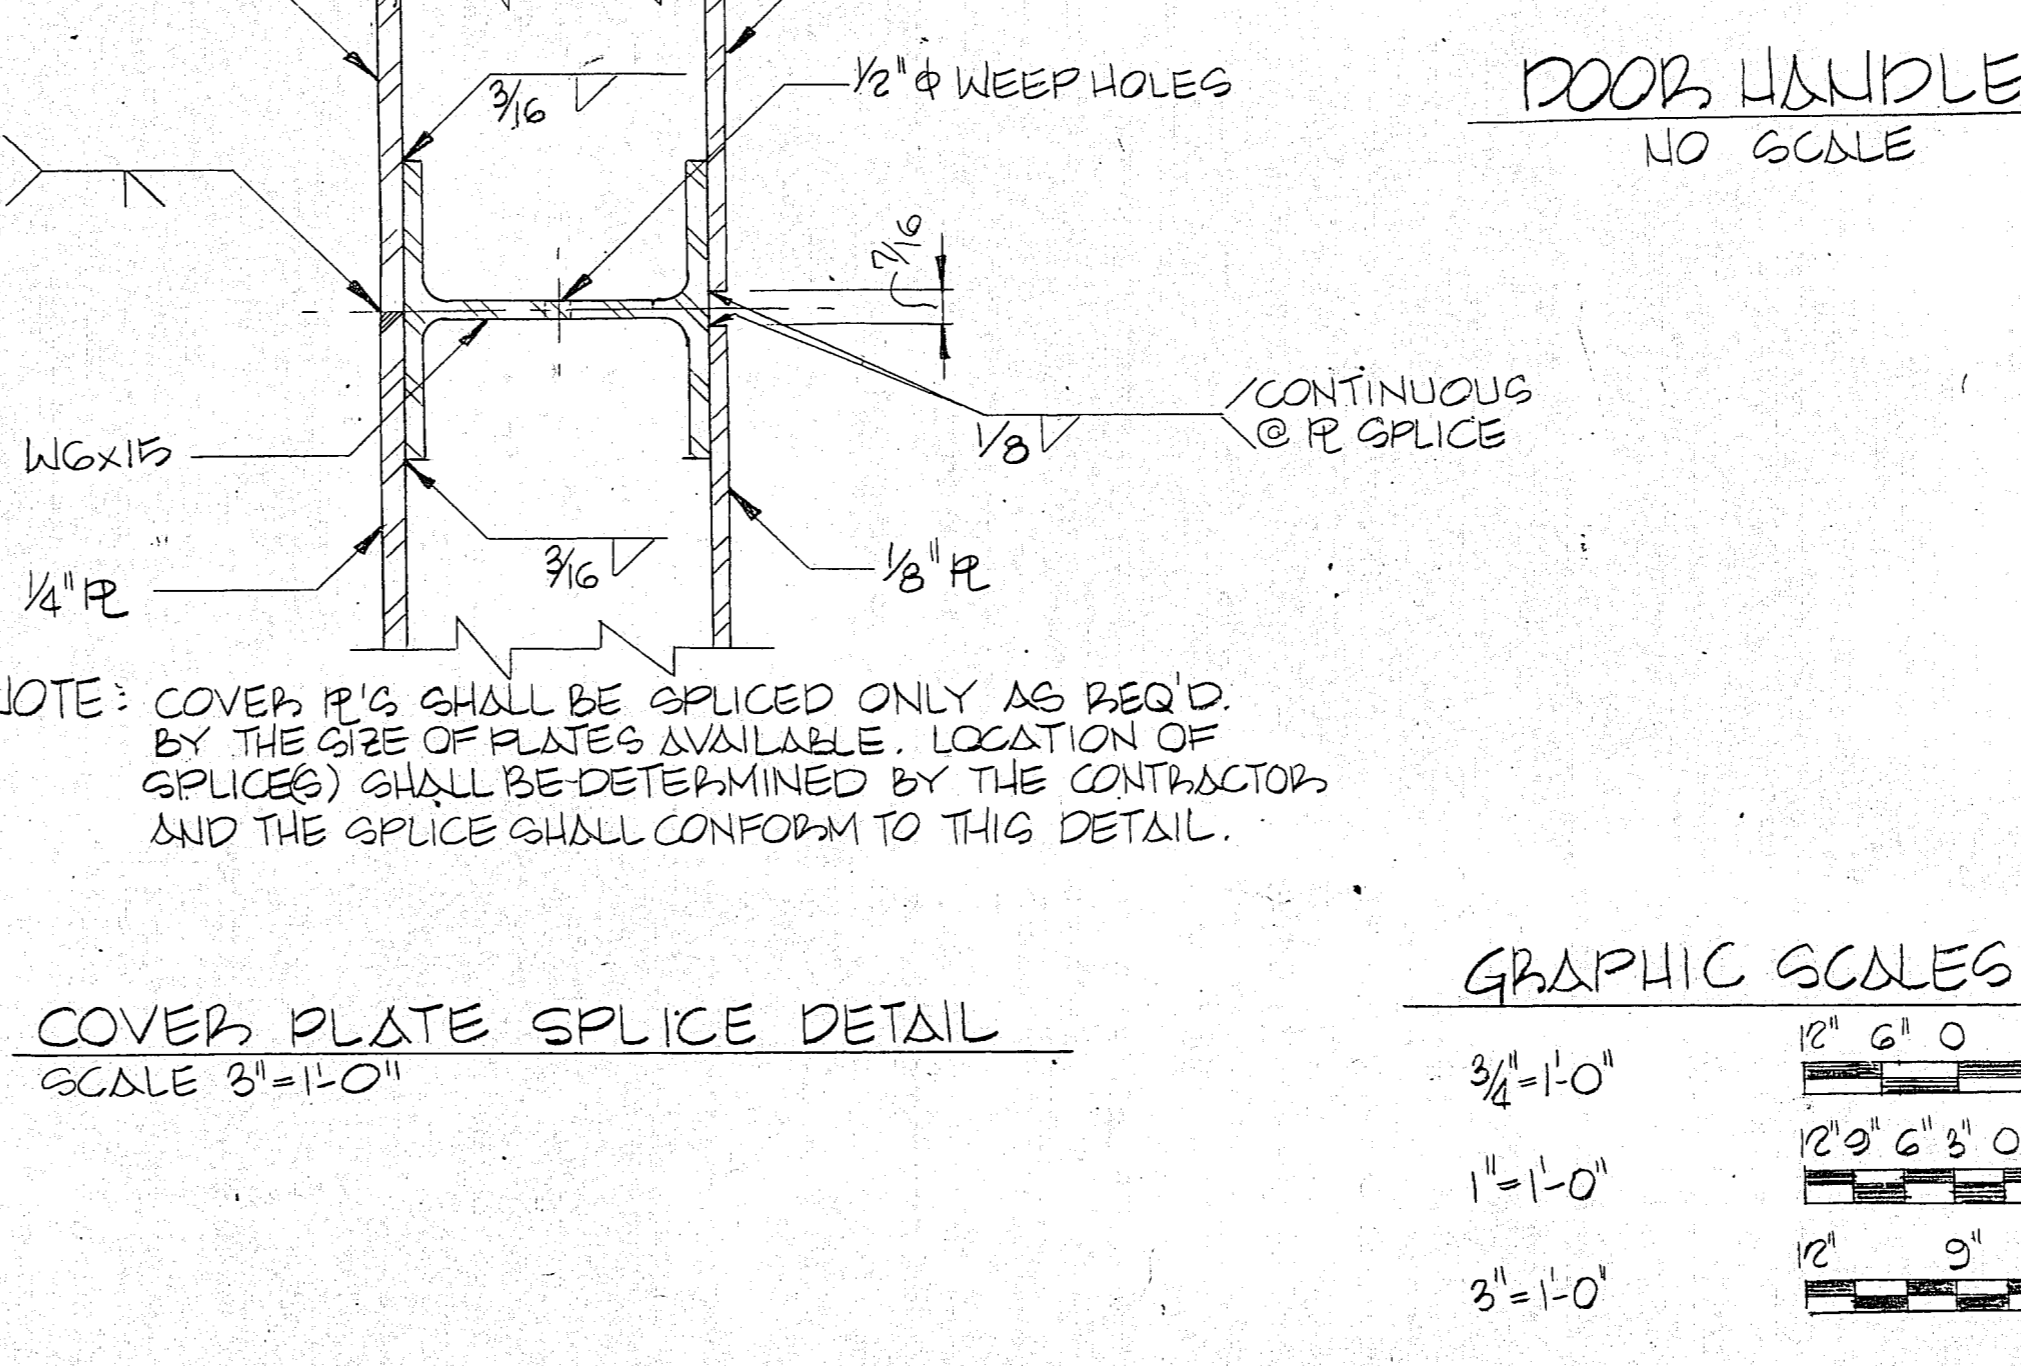 3/16
1/2" φ WEEP HOLES
DOOR HANDLE
NO SCALE
7/16
W6x15
1/8
CONTINUOUS
@ PL SPLICE
3/16
1/4" PL
1/8" PL
NOTE: COVER PL'S SHALL BE SPLICED ONLY AS REQ'D.
BY THE SIZE OF PLATES AVAILABLE. LOCATION OF
SPLICE(S) SHALL BE DETERMINED BY THE CONTRACTOR
AND THE SPLICE SHALL CONFORM TO THIS DETAIL.
COVER PLATE SPLICE DETAIL
SCALE 3"=1'-0"
GRAPHIC SCALES
12" 6" 0
3/4"=1'-0"
12" 9" 6" 3" 0
1"=1'-0"
12" 9"
3"=1'-0"